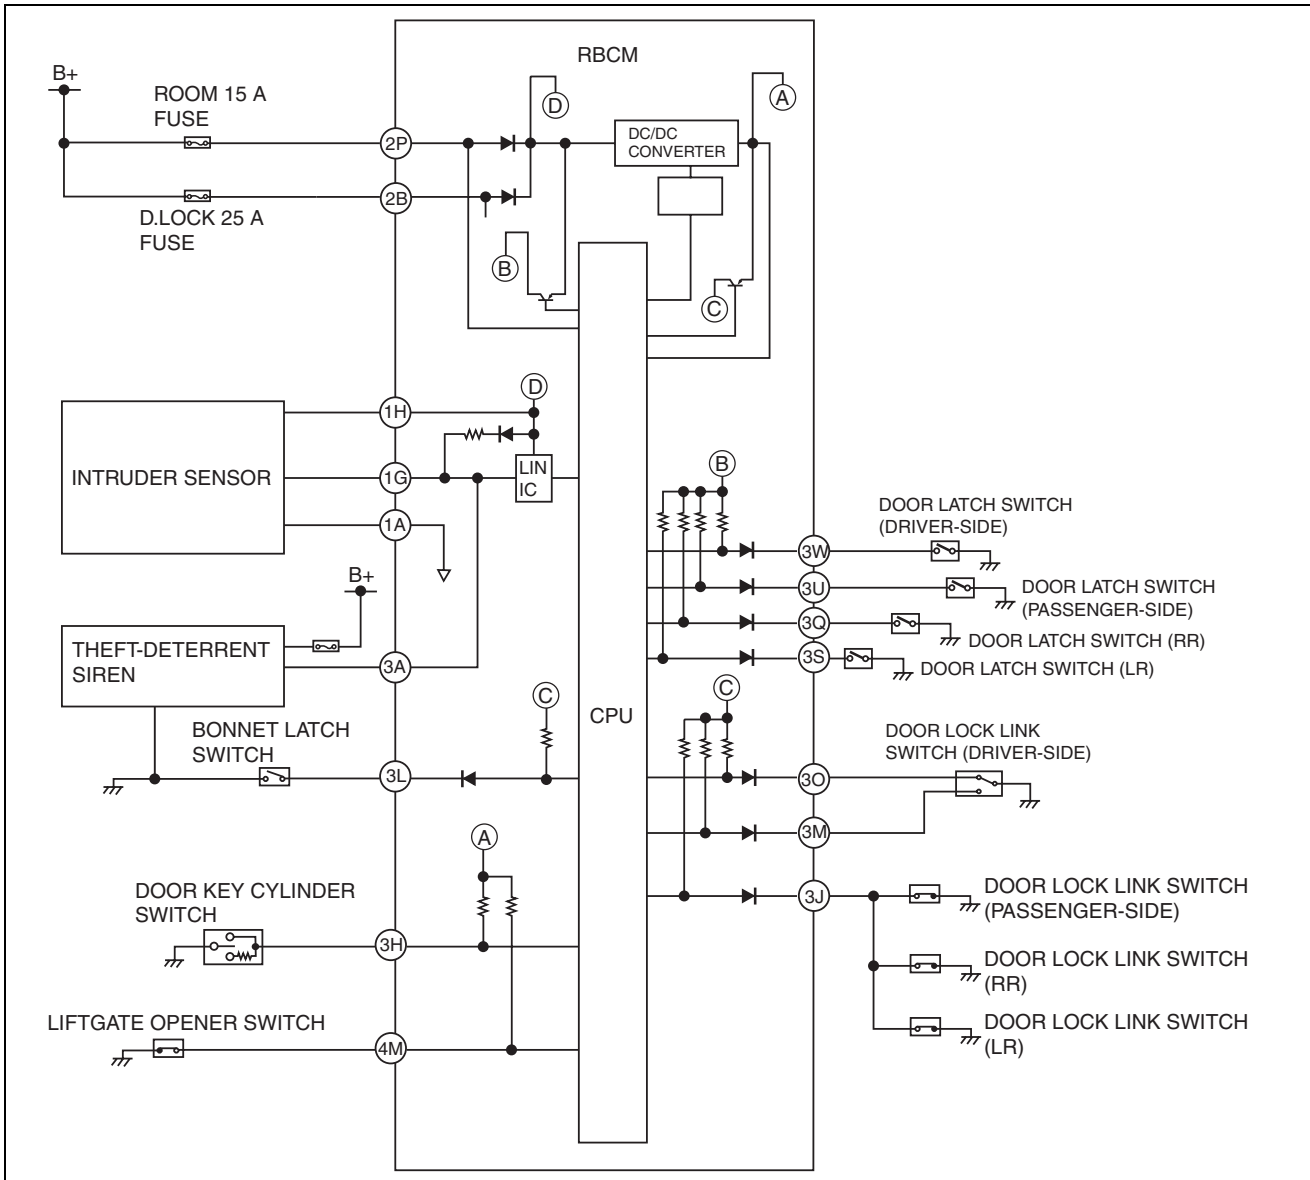 RBCM
B+
ROOM 15 A
FUSE
D
A
DC/DC
CONVERTER
2P
2B
D.LOCK 25 A
FUSE
B
C
D
1H
INTRUDER SENSOR
1G
LIN
IC
1A
B
DOOR LATCH SWITCH
(DRIVER-SIDE)
3W
B+
3U
DOOR LATCH SWITCH
(PASSENGER-SIDE)
3Q
DOOR LATCH SWITCH (RR)
THEFT-DETERRENT
SIREN
3A
3S
DOOR LATCH SWITCH (LR)
C
C
CPU
BONNET LATCH
SWITCH
DOOR LOCK LINK
SWITCH (DRIVER-SIDE)
3L
3O
3M
A
DOOR KEY CYLINDER
SWITCH
3J
DOOR LOCK LINK SWITCH
(PASSENGER-SIDE)
3H
DOOR LOCK LINK SWITCH
(RR)
LIFTGATE OPENER SWITCH
4M
DOOR LOCK LINK SWITCH
(LR)